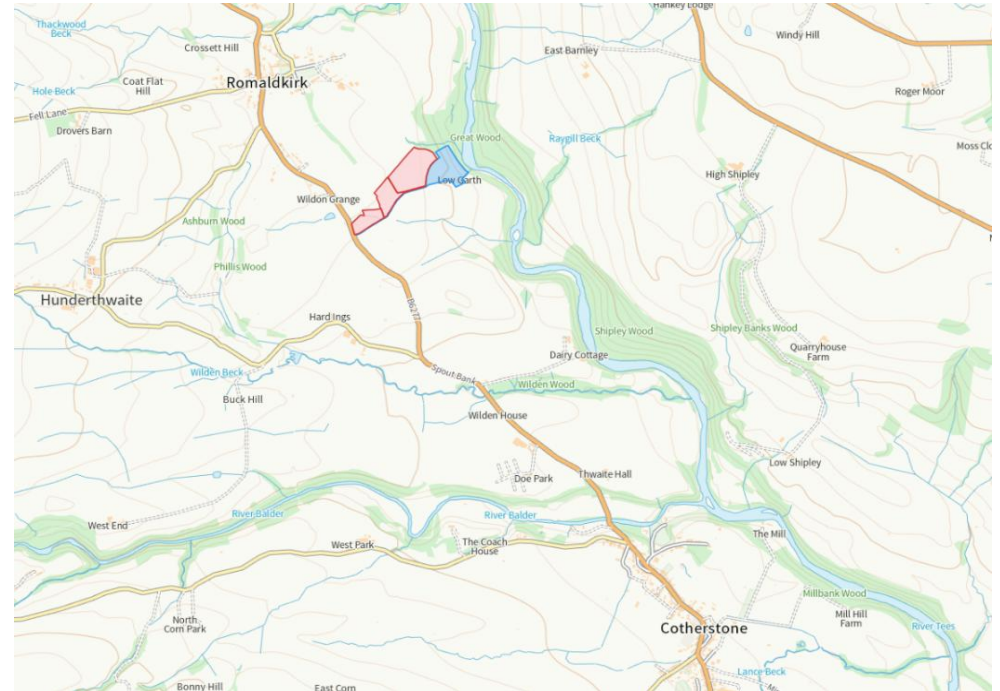 Hankey Lodge
Thackwood
Beck
Crossett Hill
Windy Hill
East Barnley
Romaldkirk
Coat Flat
Hill
Hole Beck
Roger Moor
Fell Lane
Drovers Barn
Great Wood
Raygill Beck
Moss Clo
High Shipley
Low Garth
Wildon Grange
Ashburn Wood
Phillis Wood
Hunderthwaite
B6277
Hard Ings
Shipley Wood
Shipley Banks Wood
Quarryhouse
Farm
Dairy Cottage
Wilden Beck
Spout Bank
Wilden Wood
Buck Hill
Wilden House
Low Shipley
Thwaite Hall
Doe Park
West End
River Balder
River Balder
The Mill
West Park
The Coach
House
Millbank Wood
Mill Hill
Farm
North
Corn Park
Cotherstone
River Tees
Lance Beck
Bonny Hill
East Corn